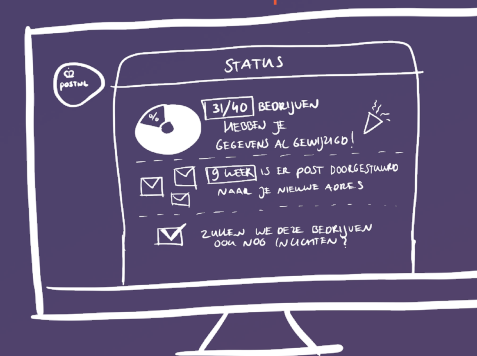 postnl
STATUS
%
31/40 BEDRIJVEN
HEBBEN JE
GEGEVENS AL GEWIJZIGD!
9 KEER IS ER POST DOORGESTUURD
NAAR JE NIEUWE ADRES
ZULLEN WE DEZE BEDRIJVEN
OOK NOG INLICHTEN?